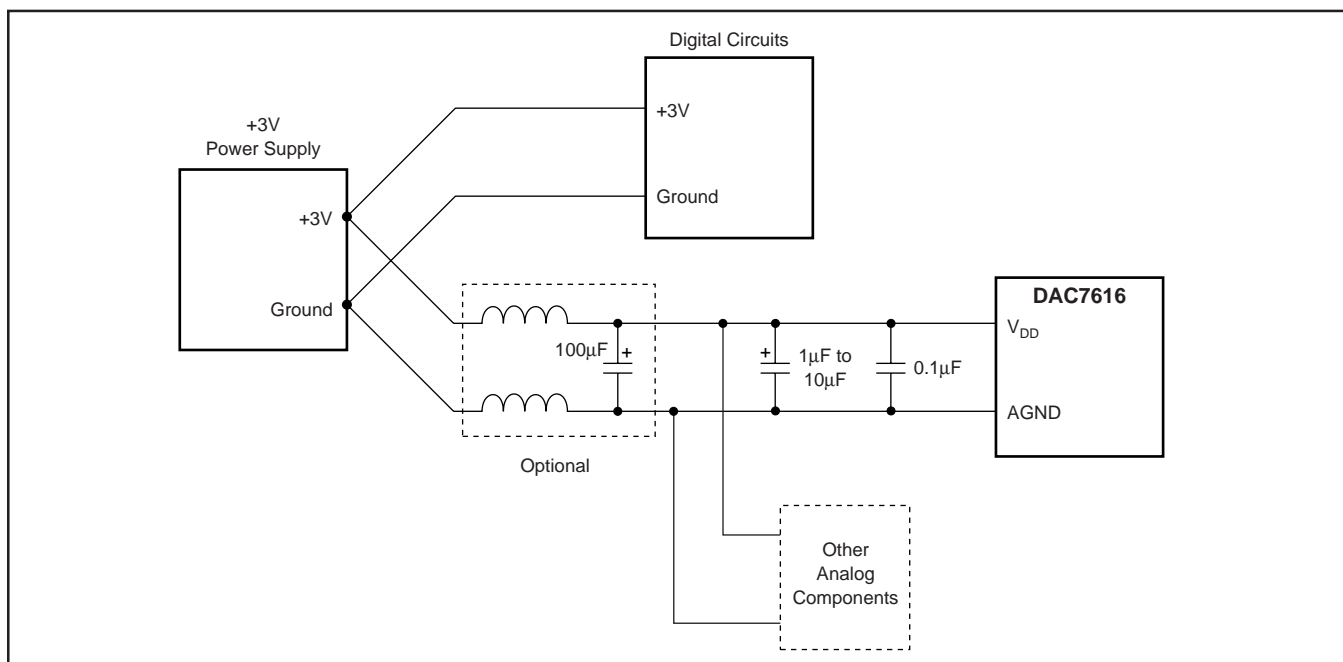 Digital Circuits
+3V
Ground
+3V
Power Supply
+3V
Ground
100μF
+
Optional
+
1μF to
10μF
0.1μF
DAC7616
VDD
AGND
Other
Analog
Components